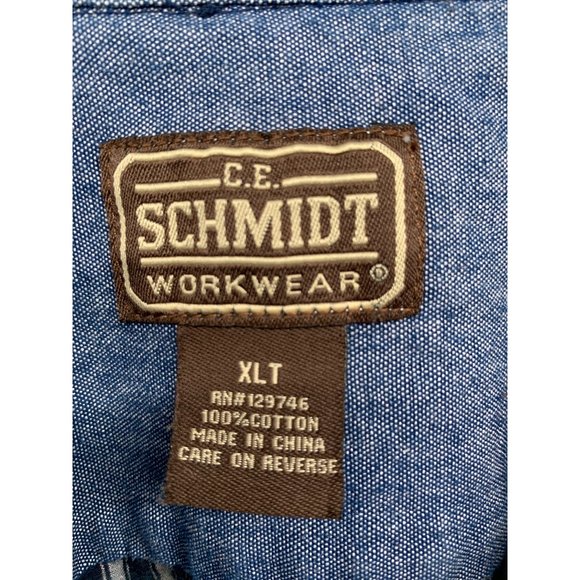 C.E.
SCHMIDT
WORKWEAR®
XLT
RN#129746
100%COTTON
MADE IN CHINA
CARE ON REVERSE